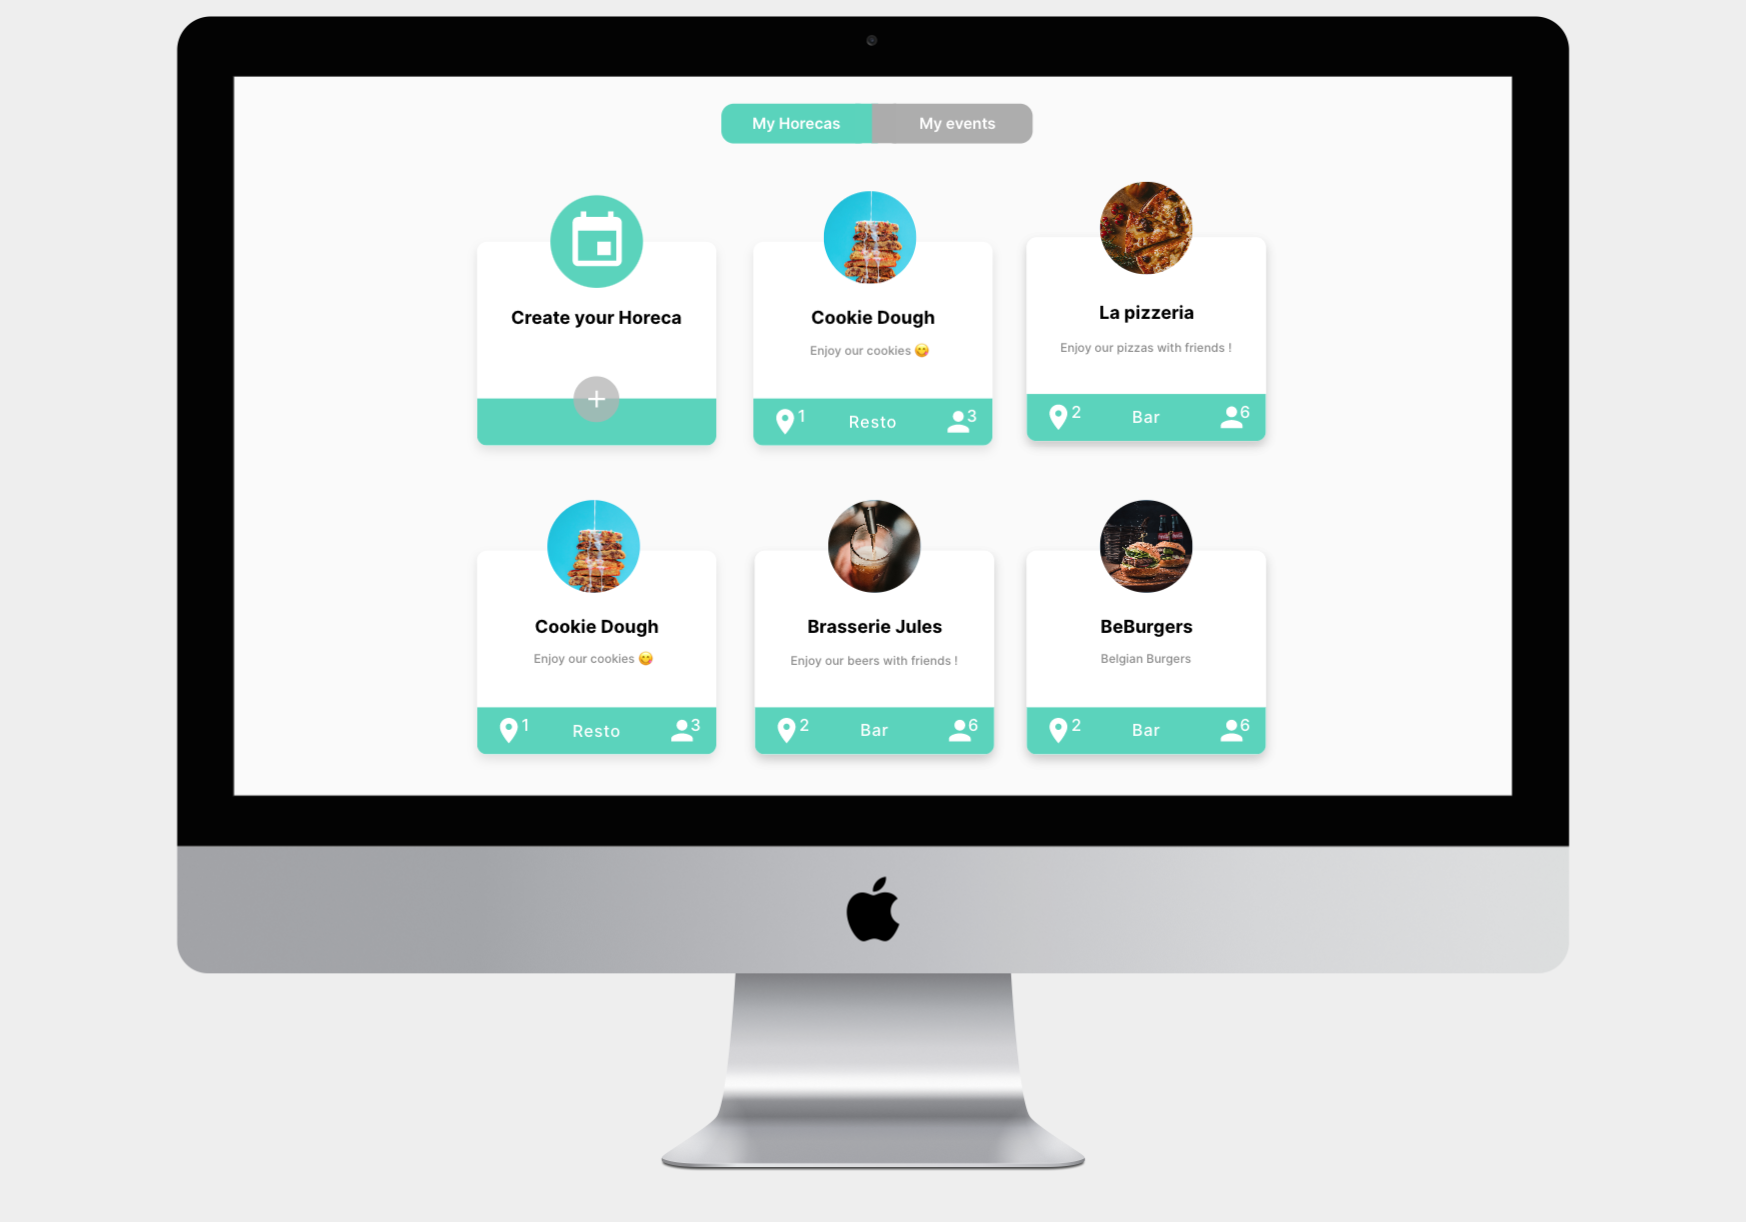 My Horecas My events
Create your Horeca
Cookie Dough
Enjoy our cookies 😋
1 Resto 3
La pizzeria
Enjoy our pizzas with friends !
2 Bar 6
Cookie Dough
Enjoy our cookies 😋
1 Resto 3
Brasserie Jules
Enjoy our beers with friends !
2 Bar 6
BeBurgers
Belgian Burgers
2 Bar 6